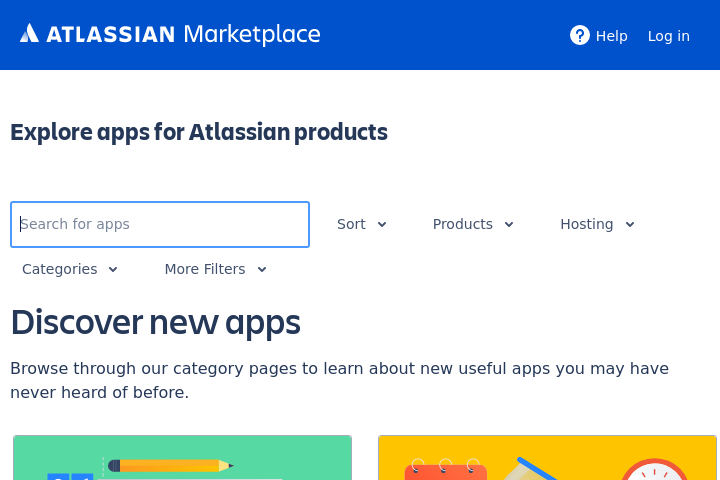 ATLASSIAN Marketplace
Help
Log in
Explore apps for Atlassian products
Search for apps
Sort
Products
Hosting
Categories
More Filters
Discover new apps
Browse through our category pages to learn about new useful apps you may have
never heard of before.